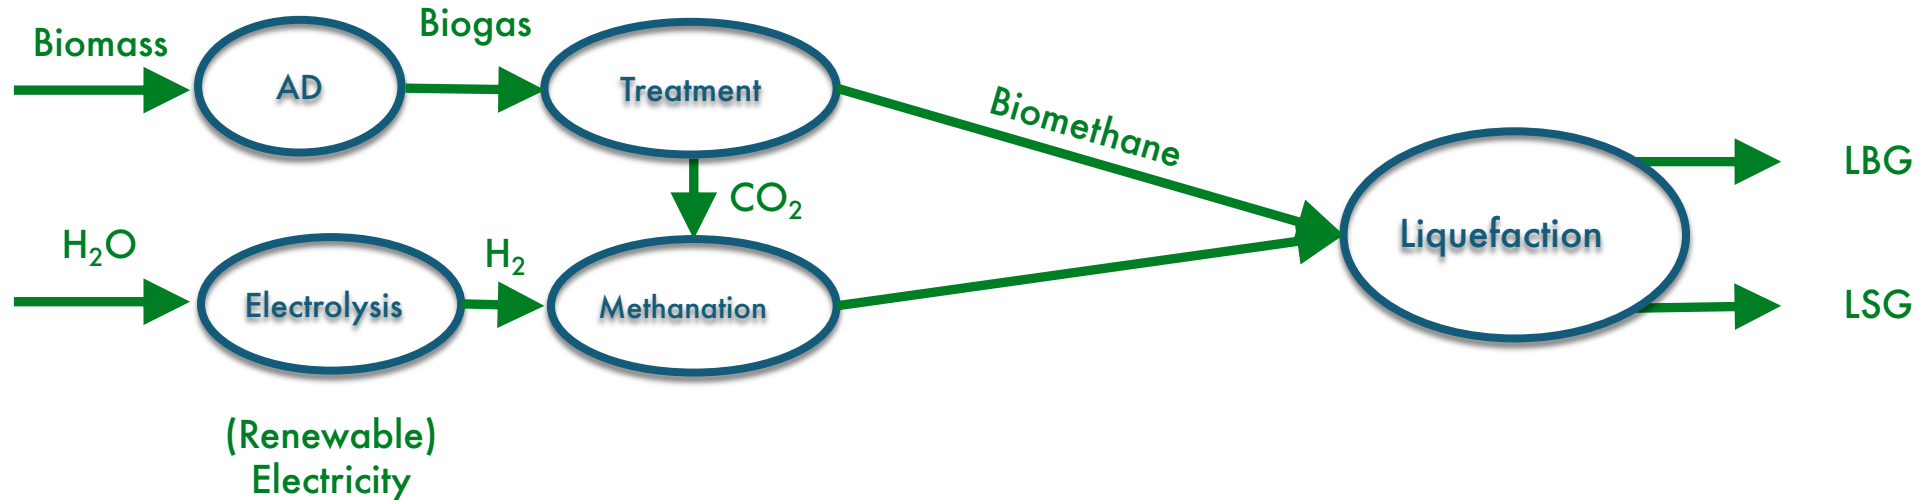 Biomass
AD
Biogas
Treatment
Biomethane
CO₂
H₂O
Electrolysis
H₂
Methanation
Liquefaction
LBG
LSG
(Renewable)
Electricity